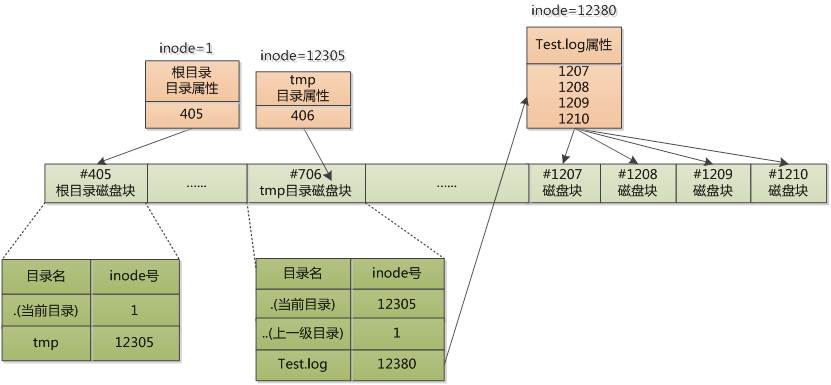 inode=12380
inode=1
inode=12305
Test.log属性
1207
1208
1209
1210
根目录
目录属性
405
tmp
目录属性
406
#405
根目录磁盘块
......
#706
tmp目录磁盘块
......
#1207
磁盘块
#1208
磁盘块
#1209
磁盘块
#1210
磁盘块
目录名 inode号
.(当前目录) 1
tmp 12305
目录名 inode号
.(当前目录) 12305
..(上一级目录) 1
Test.log 12380